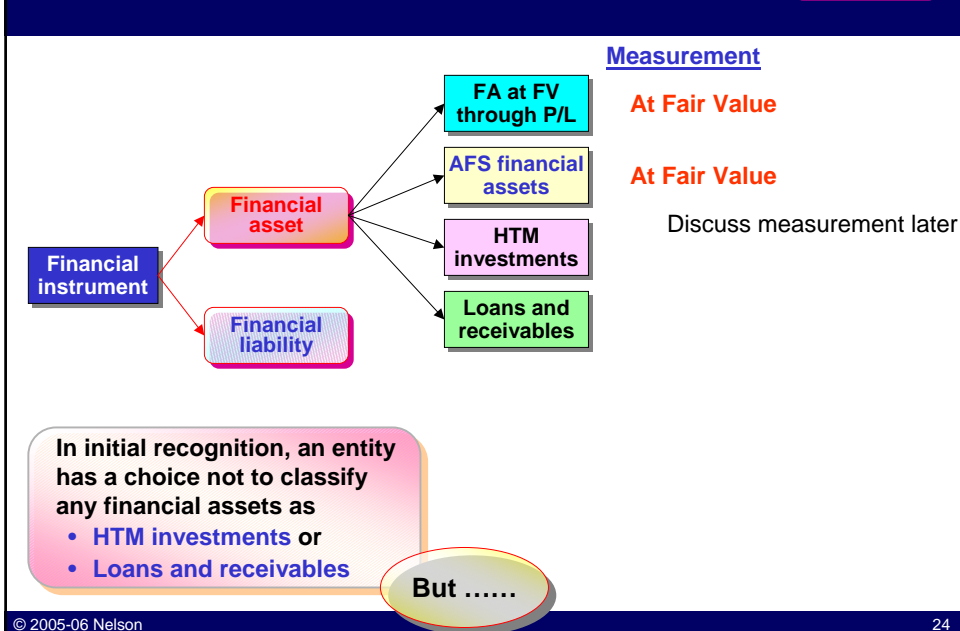 Measurement
FA at FV
through P/L
At Fair Value
AFS financial
assets
At Fair Value
Financial
asset
Discuss measurement later
HTM
investments
Financial
instrument
Loans and
receivables
Financial
liability
In initial recognition, an entity
has a choice not to classify
any financial assets as
• HTM investments or
• Loans and receivables
But ……
© 2005-06 Nelson
24